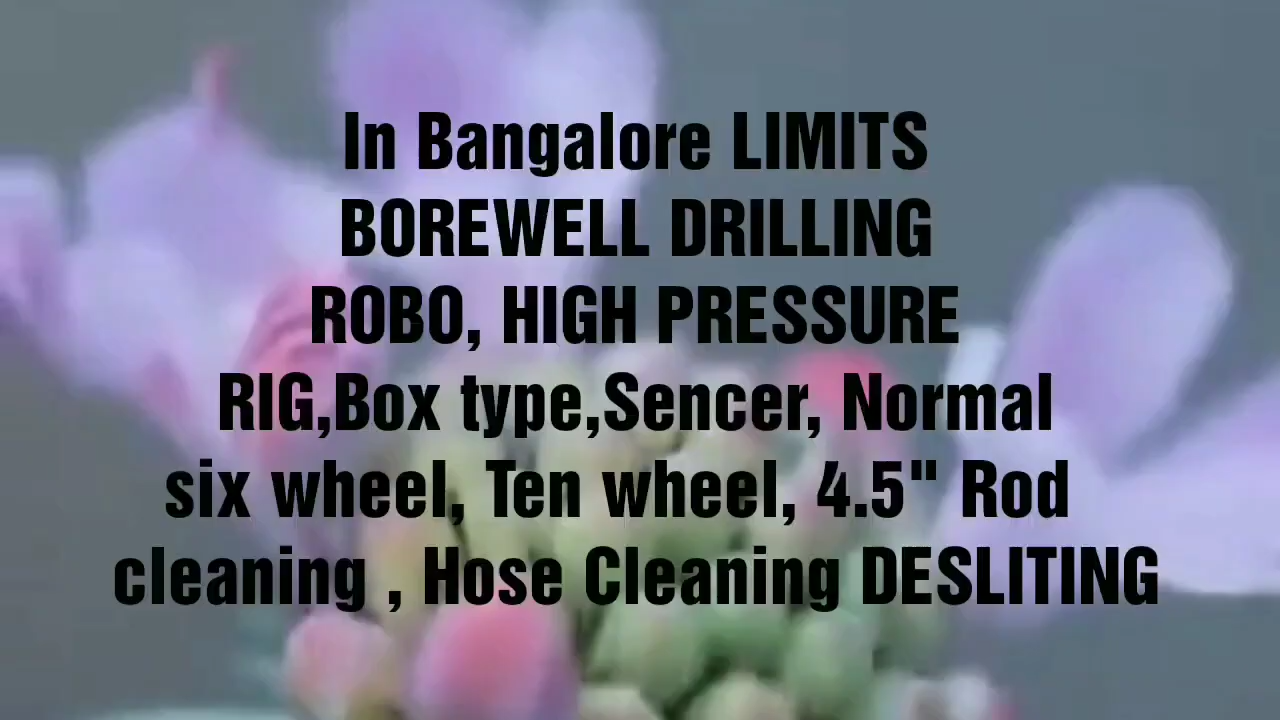 In Bangalore LIMITS
BOREWELL DRILLING
ROBO, HIGH PRESSURE
RIG,Box type,Sencer, Normal
six wheel, Ten wheel, 4.5" Rod
cleaning , Hose Cleaning DESLITING